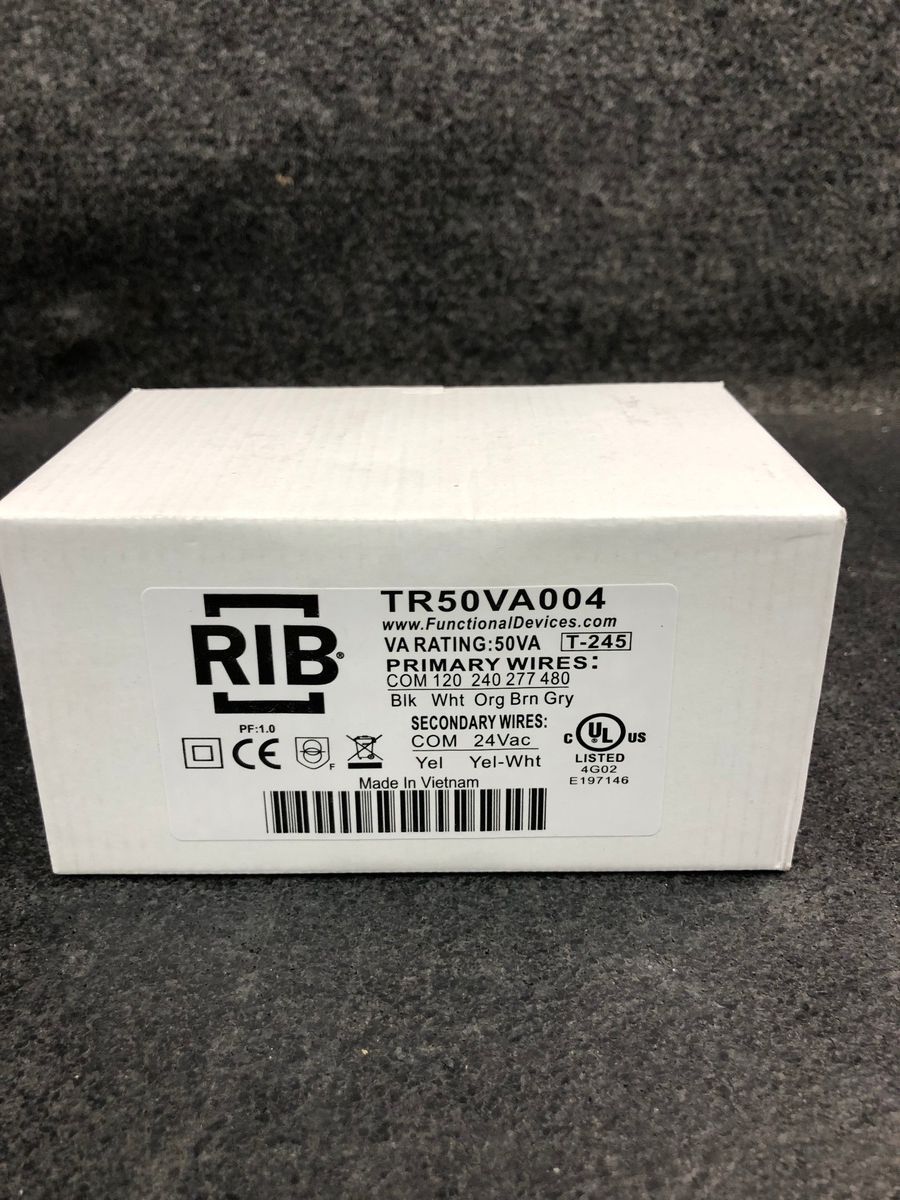 RIB®
TR50VA004
www.FunctionalDevices.com
VA RATING:50VA T-245
PRIMARY WIRES:
COM 120 240 277 480
Blk Wht Org Brn Gry
SECONDARY WIRES:
COM 24Vac
Yel Yel-Wht
PF:1.0
CE
F
C UL® US
LISTED
4G02
E197146
Made In Vietnam